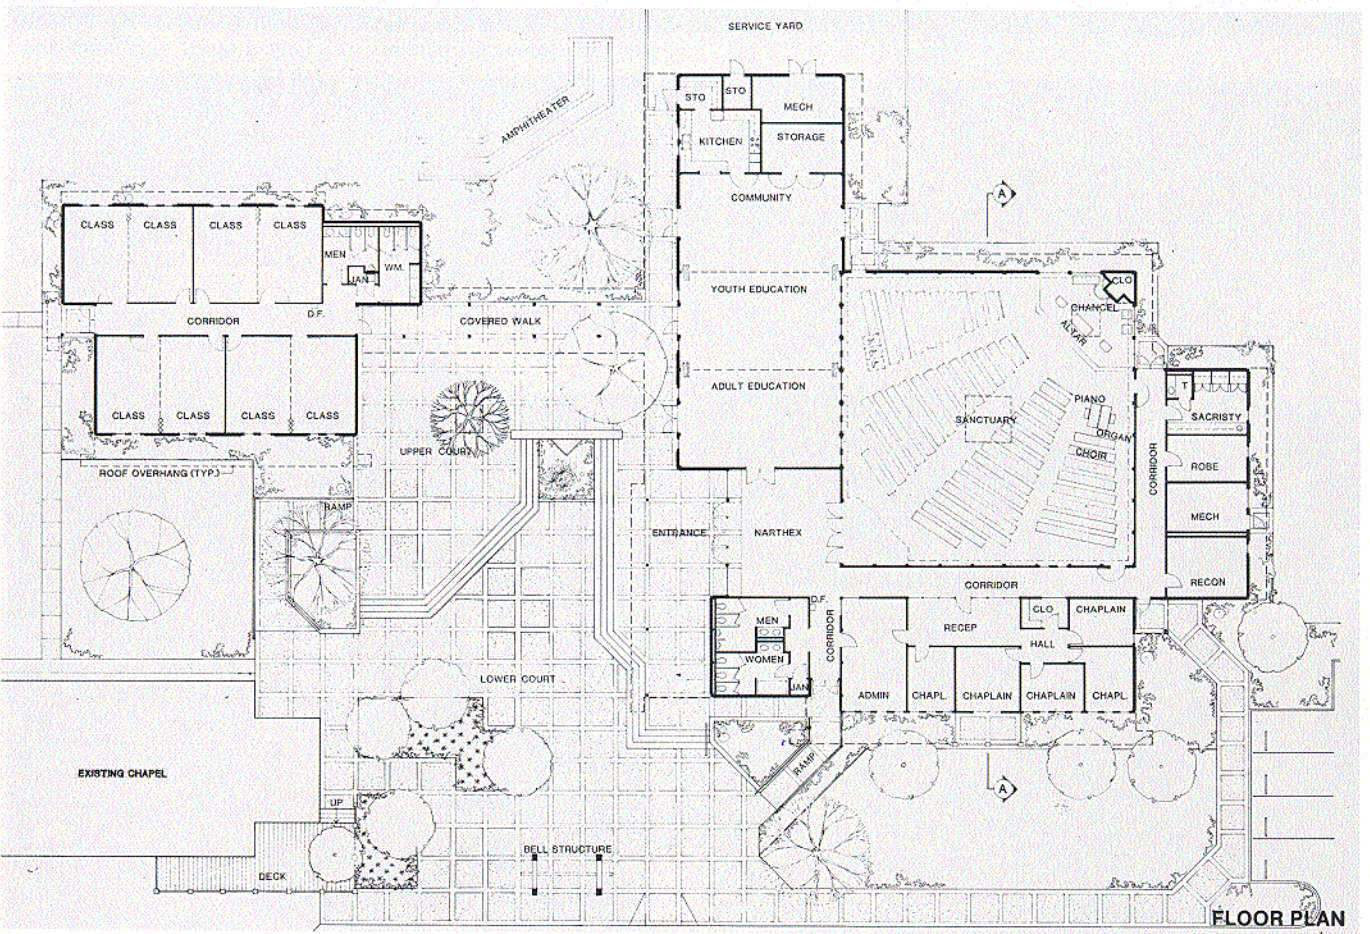 SERVICE YARD
STO
STO
MECH
AMPHITHEATER
KITCHEN
STORAGE
COMMUNITY
A
CLASS
CLASS
CLASS
CLASS
MEN
JAN
WM.
CLO
YOUTH EDUCATION
CHANCEL
ALTAR
D.F.
CORRIDOR
COVERED WALK
ADULT EDUCATION
T
PIANO
SACRISTY
CLASS
CLASS
CLASS
CLASS
SANCTUARY
ORGAN
CHOIR
UPPER COURT
CORRIDOR
ROBE
ROOF OVERHANG (TYP.)
RAMP
MECH
ENTRANCE
NARTHEX
CORRIDOR
RECON
D.F.
CLO
CHAPLAIN
MEN
RECEP
CORRIDOR
HALL
WOMEN
LOWER COURT
JAN
ADMIN
CHAPL.
CHAPLAIN
CHAPLAIN
CHAPL.
RAMP
EXISTING CHAPEL
A
UP
BELL STRUCTURE
DECK
FLOOR PLAN